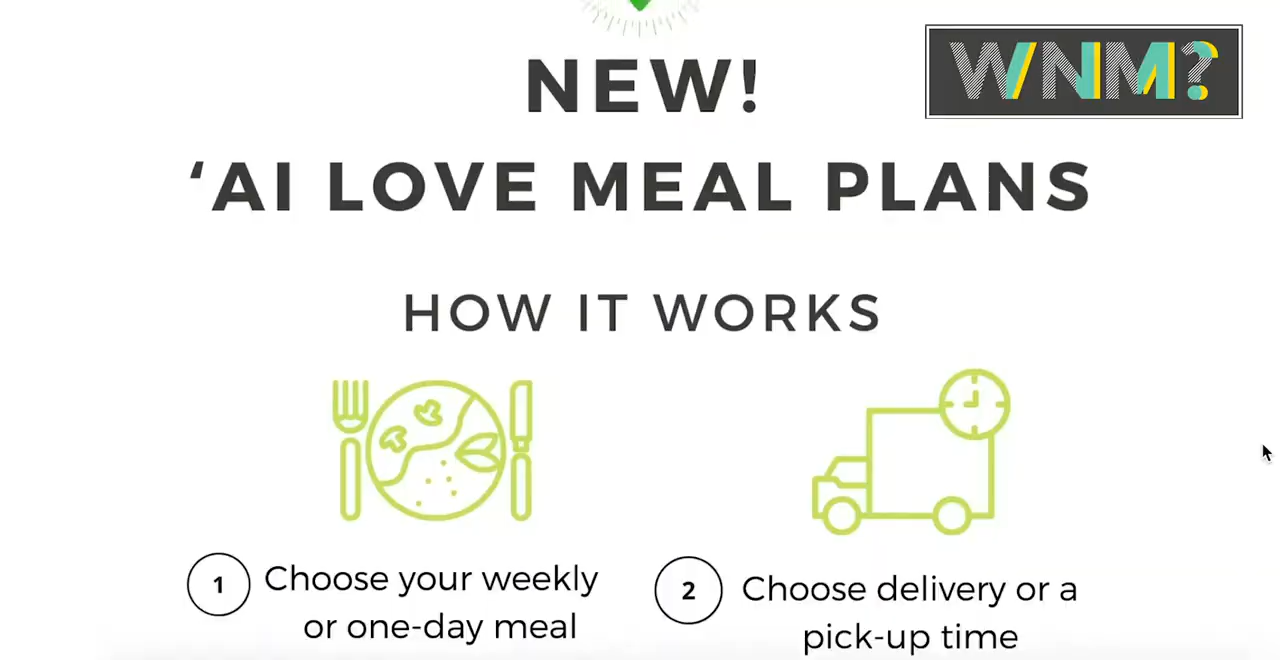 NEW!
WNM?
‘AI LOVE MEAL PLANS
HOW IT WORKS
1 Choose your weekly
or one-day meal
2 Choose delivery or a
pick-up time